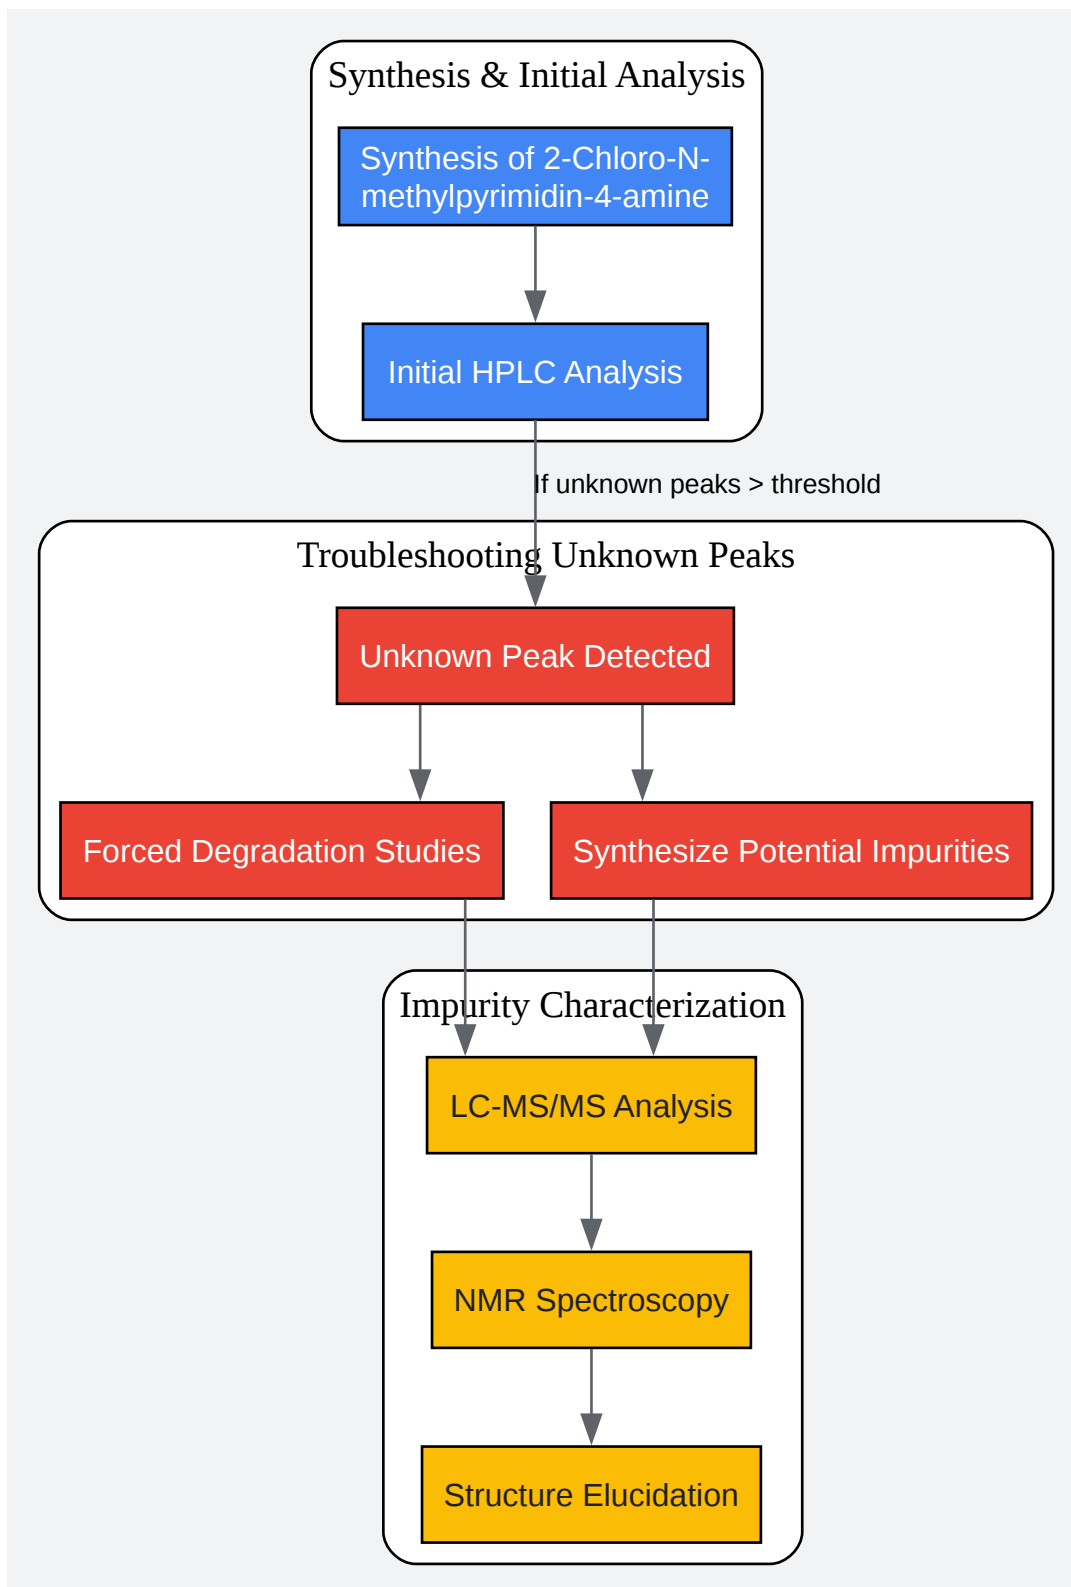 Synthesis & Initial Analysis
Synthesis of 2-Chloro-N-
methylpyrimidin-4-amine
Initial HPLC Analysis
If unknown peaks > threshold
Troubleshooting Unknown Peaks
Unknown Peak Detected
Forced Degradation Studies
Synthesize Potential Impurities
Impurity Characterization
LC-MS/MS Analysis
NMR Spectroscopy
Structure Elucidation